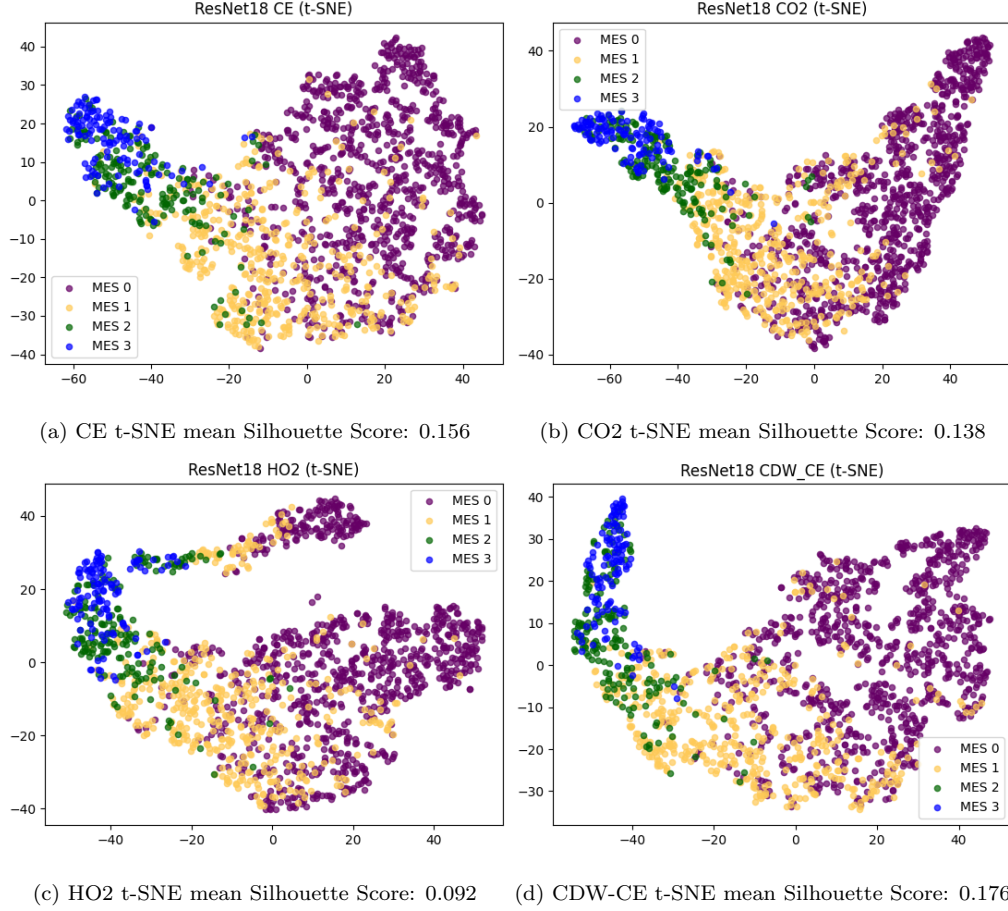 ResNet18 CE (t-SNE)
40
30
20
10
0
−10
−20
−30
−40
MES 0
MES 1
MES 2
MES 3
−60 −40 −20 0 20 40
(a) CE t-SNE mean Silhouette Score: 0.156
ResNet18 CO2 (t-SNE)
MES 0
MES 1
MES 2
MES 3
40
20
0
−20
−40
−60 −40 −20 0 20 40
(b) CO2 t-SNE mean Silhouette Score: 0.138
ResNet18 HO2 (t-SNE)
MES 0
MES 1
MES 2
MES 3
40
20
0
−20
−40
−40 −20 0 20 40
(c) HO2 t-SNE mean Silhouette Score: 0.092
ResNet18 CDW_CE (t-SNE)
40
30
20
10
0
−10
−20
−30
MES 0
MES 1
MES 2
MES 3
−40 −20 0 20 40
(d) CDW-CE t-SNE mean Silhouette Score: 0.176